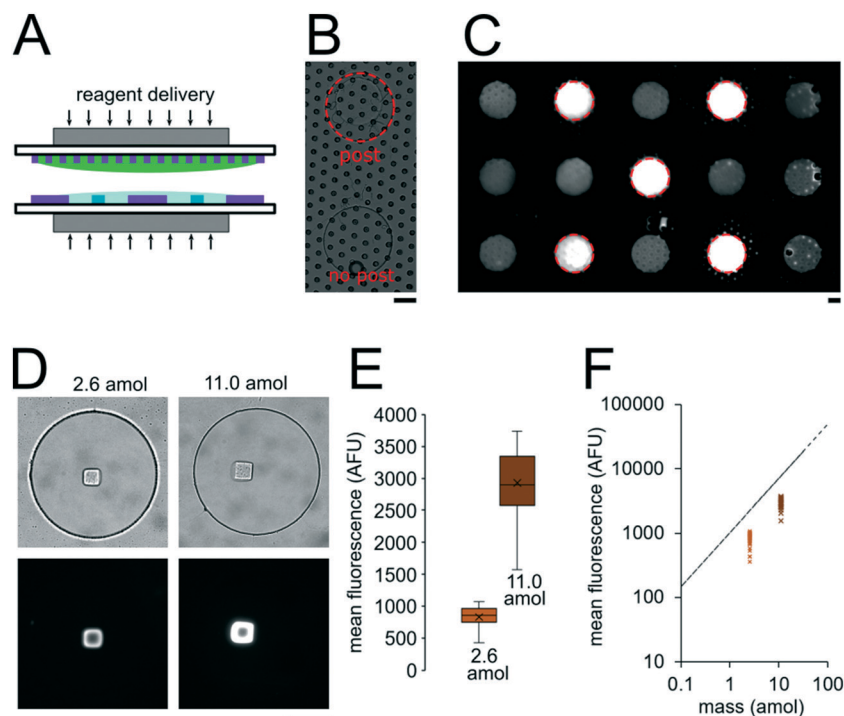 A
reagent delivery
B
post
no post
C
D
2.6 amol
11.0 amol
E
mean fluorescence (AFU)
4000
3500
3000
2500
2000
1500
1000
500
0
11.0
amol
2.6
amol
F
mean fluorescence (AFU)
100000
10000
1000
100
10
0.1
1
10
100
mass (amol)